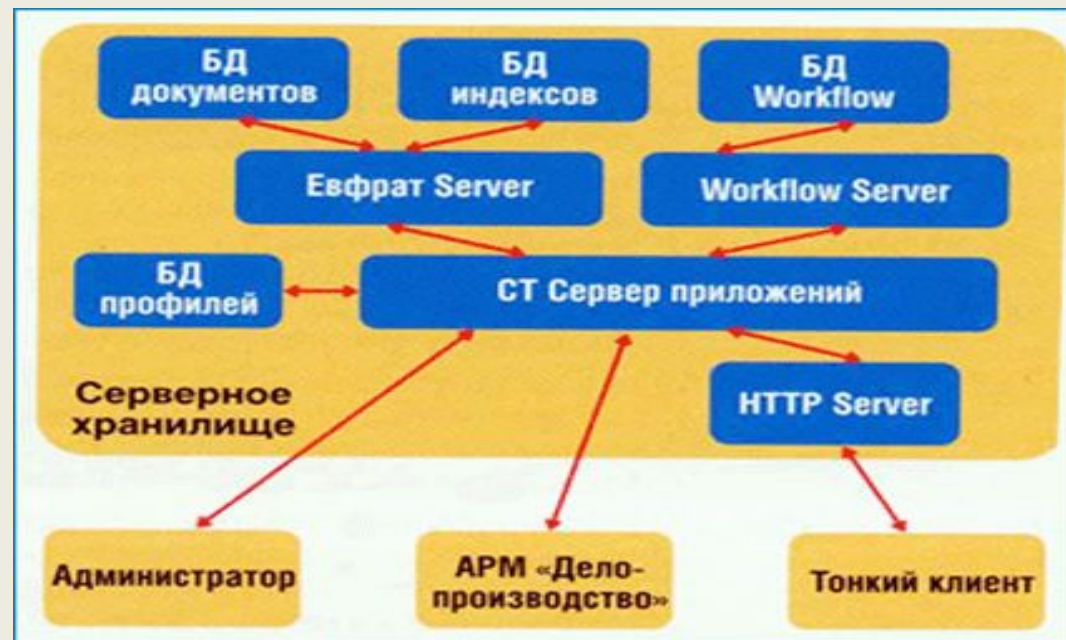 БД
документов
БД
индексов
БД
Workflow
Евфрат Server
Workflow Server
БД
профилей
СТ Сервер приложений
Серверное
хранилище
HTTP Server
Администратор
АРМ «Дело-
производство»
Тонкий клиент